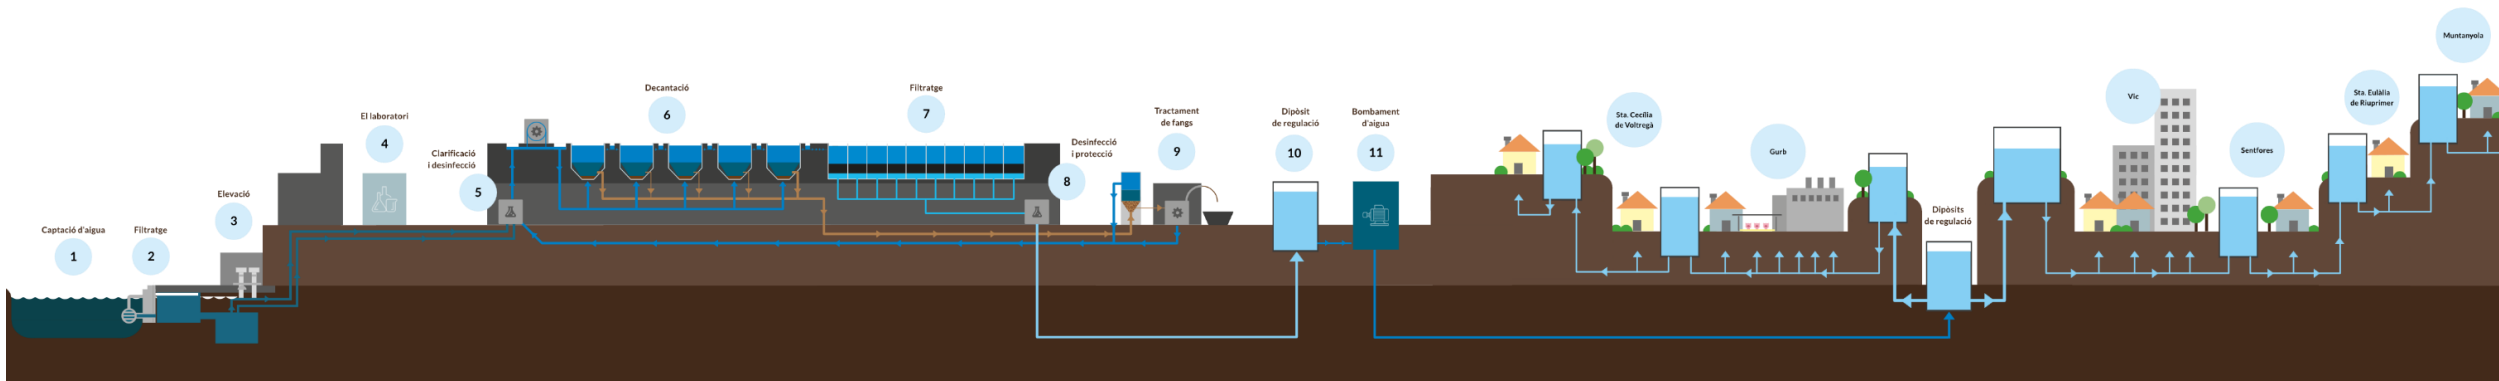 Captació d'aigua
1
Filtratge
2
Elevació
3
El laboratori
4
Clarificació
i desinfecció
5
Decantació
6
Filtratge
7
Desinfecció
i protecció
8
Tractament
de fangs
9
Dipòsit
de regulació
10
Bombament
d'aigua
11
Sta. Cecília
de Voltregà
Gurb
Dipòsits
de regulació
Vic
Sentfores
Sta. Eulàlia
de Riuprimer
Muntanyola